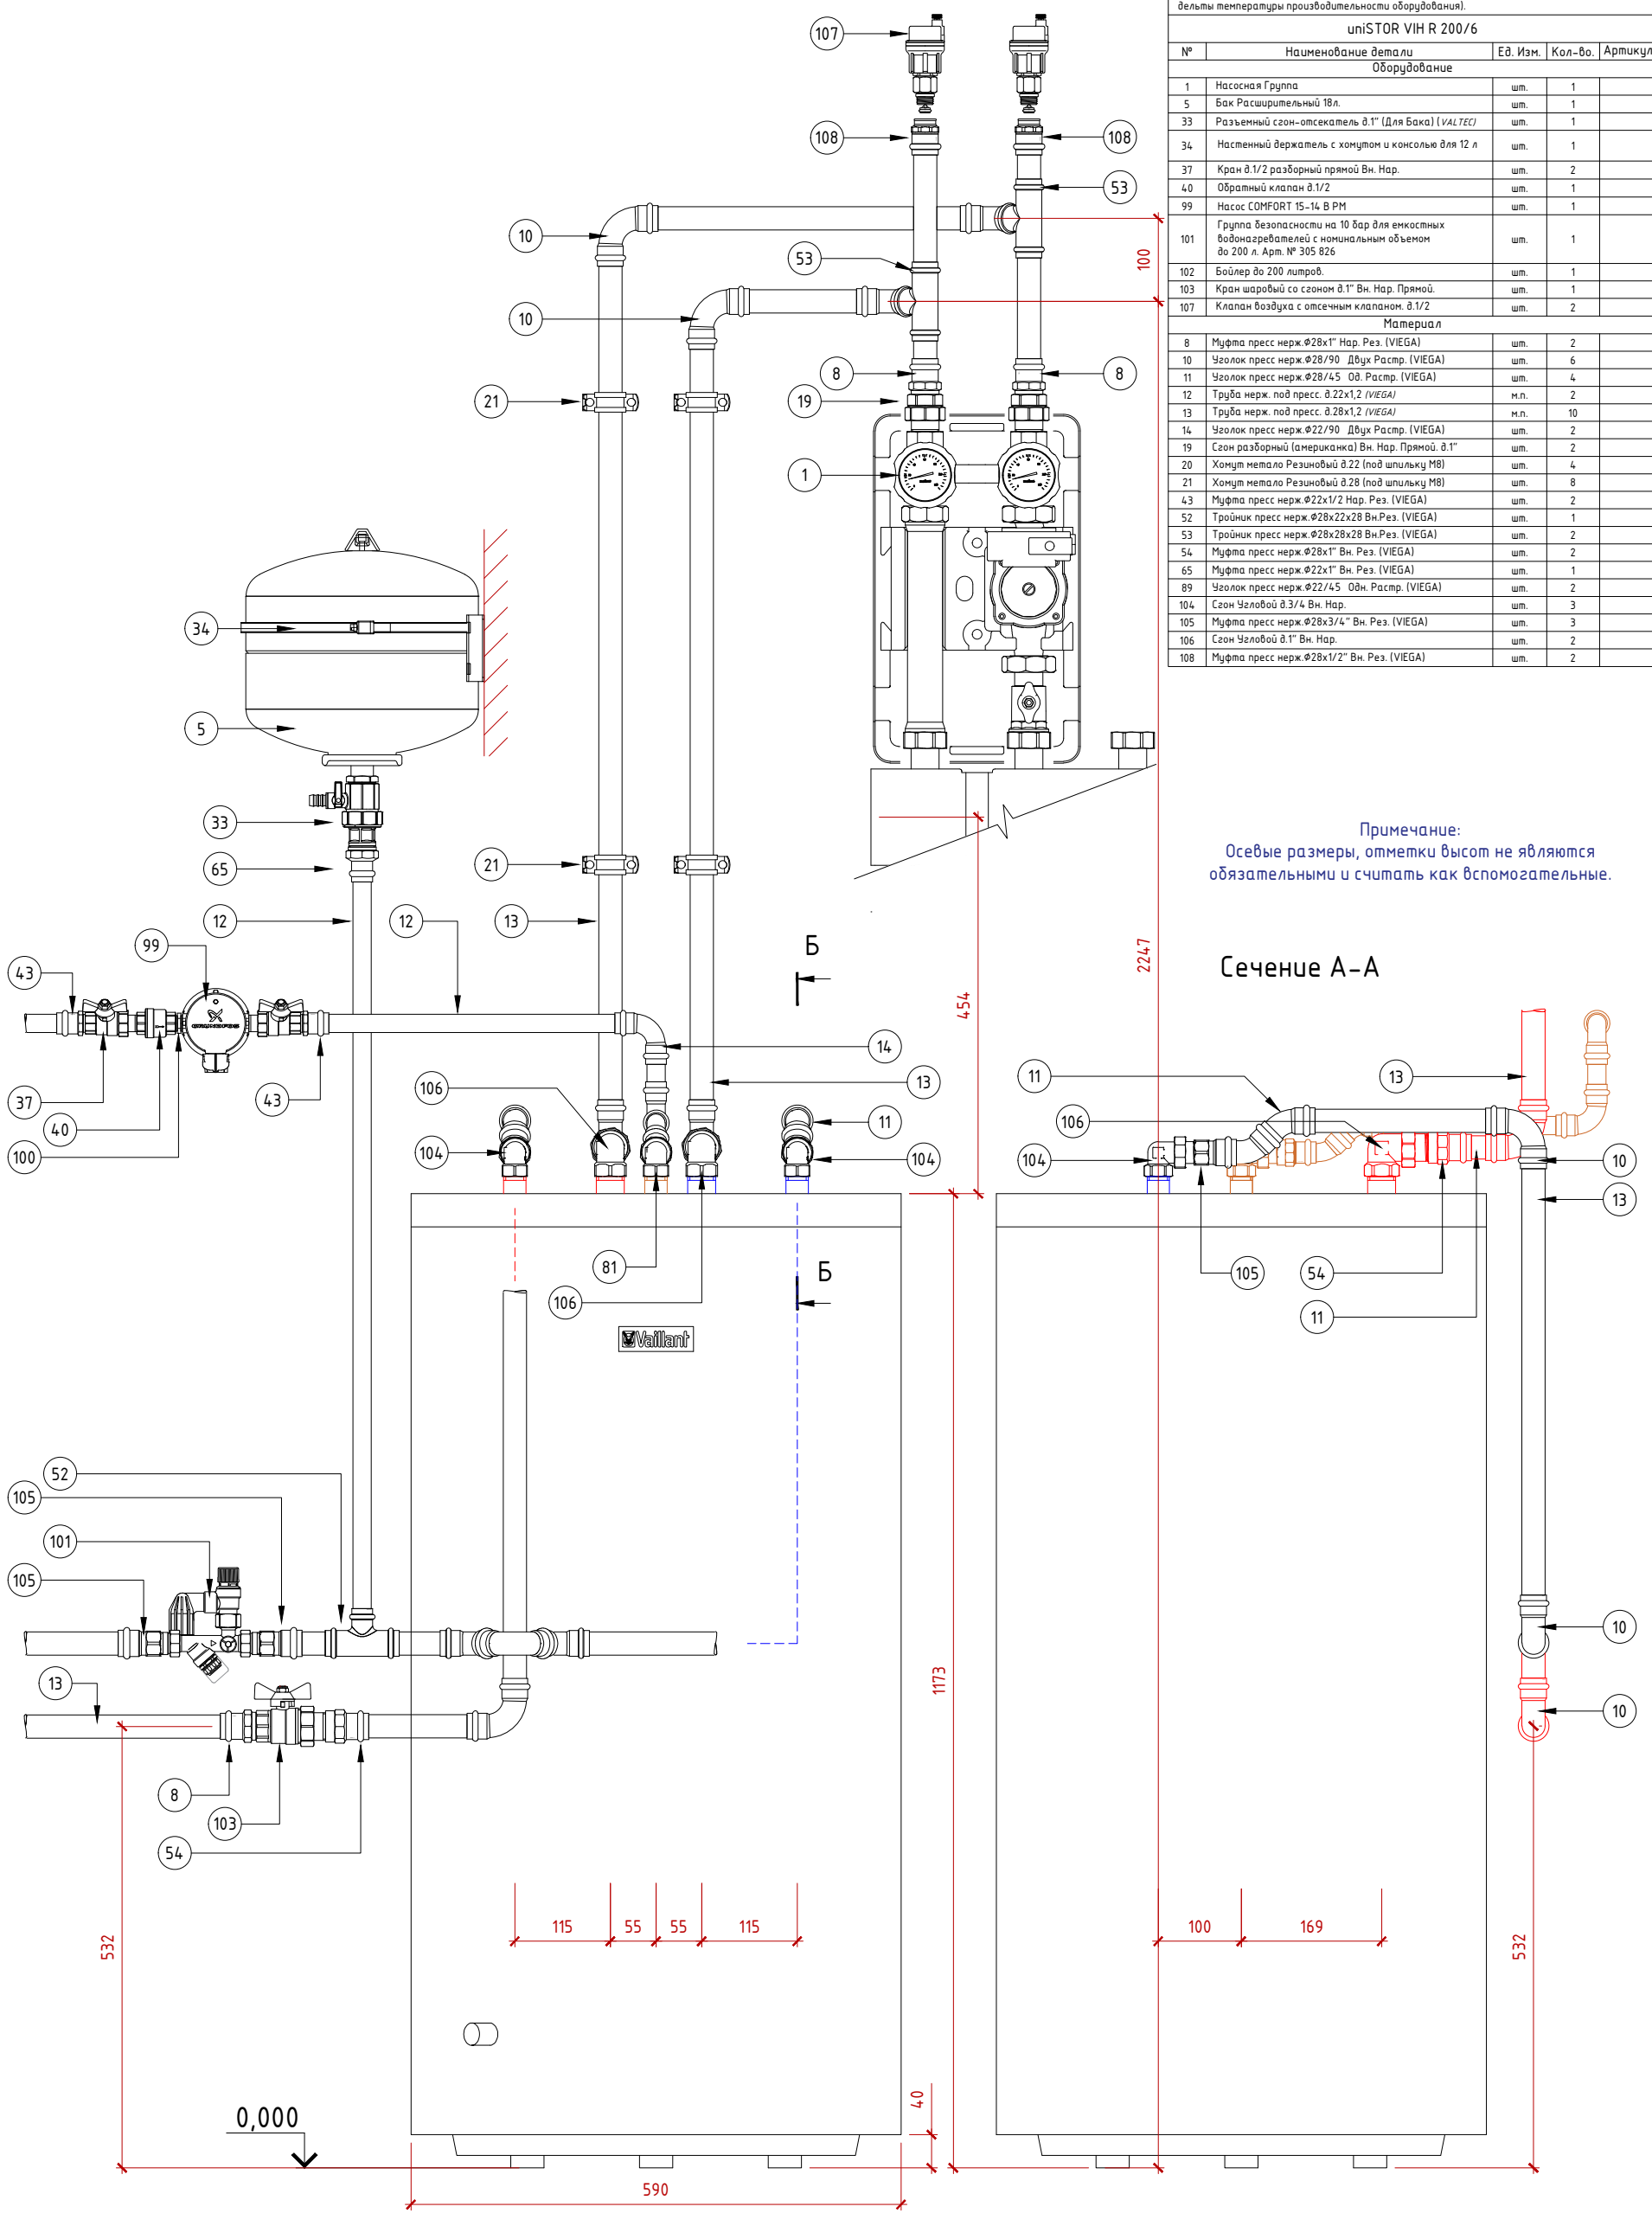 дельты температуры производительности оборудования).
uniSTOR VIH R 200/6
№ Наименование детали Ед. Изм. Кол-во. Артикул
Оборудование
1 Насосная Группа шт. 1
5 Бак Расширительный 18л. шт. 1
33 Разъемный сгон-отсекатель д.1" (Для Бака) (VALTEC) шт. 1
34 Настенный держатель с хомутом и консолью для 12 л шт. 1
37 Кран д.1/2 разборный прямой Вн. Нар. шт. 2
40 Обратный клапан д.1/2 шт. 1
99 Насос COMFORT 15-14 B PM шт. 1
101 Группа безопасности на 10 бар для емкостных
водонагревателей с номинальным объемом
до 200 л. Арт. № 305 826 шт. 1
102 Бойлер до 200 литров. шт. 1
103 Кран шаровый со сгоном д.1" Вн. Нар. Прямой. шт. 1
107 Клапан воздуха с отсечным клапаном. д.1/2 шт. 2
Материал
8 Муфта пресс нерж.Ф28х1" Нар. Рез. (VIEGA) шт. 2
10 Уголок пресс нерж.Ф28/90 Двух Растр. (VIEGA) шт. 6
11 Уголок пресс нерж.Ф28/45 Од. Растр. (VIEGA) шт. 4
12 Труба нерж. под пресс. д.22х1,2 (VIEGA) м.п. 2
13 Труба нерж. под пресс. д.28х1,2 (VIEGA) м.п. 10
14 Уголок пресс нерж.Ф22/90 Двух Растр. (VIEGA) шт. 2
19 Сгон разборный (американка) Вн. Нар. Прямой. д.1" шт. 2
20 Хомут метало Резиновый д.22 (под шпильку М8) шт. 4
21 Хомут метало Резиновый д.28 (под шпильку М8) шт. 8
43 Муфта пресс нерж.Ф22х1/2 Нар. Рез. (VIEGA) шт. 2
52 Тройник пресс нерж.Ф28х22х28 Вн.Рез. (VIEGA) шт. 1
53 Тройник пресс нерж.Ф28х28х28 Вн.Рез. (VIEGA) шт. 2
54 Муфта пресс нерж.Ф28х1" Вн. Рез. (VIEGA) шт. 2
65 Муфта пресс нерж.Ф22х1" Вн. Рез. (VIEGA) шт. 1
89 Уголок пресс нерж.Ф22/45 Одн. Растр. (VIEGA) шт. 2
104 Сгон Угловой д.3/4 Вн. Нар. шт. 3
105 Муфта пресс нерж.Ф28х3/4" Вн. Рез. (VIEGA) шт. 3
106 Сгон Угловой д.1" Вн. Нар. шт. 2
108 Муфта пресс нерж.Ф28х1/2" Вн. Рез. (VIEGA) шт. 2
107
108 108
53
10
53
100
10
8 8
21 19
1
34
5
33
65
21
Примечание:
Осевые размеры, отметки высот не являются
обязательными и считать как вспомогательные.
12 12 13
99 Б
43
2247
Сечение А-А
454
14
13
37 43 106
40
100
11
104 104
11 13
106
104
10
13
81 Б
106
105 54
11
Vaillant
52
105
101
105
10
13
1173
10
8
103
54
115 55 55 115
100 169
532 532
40
0,000
590